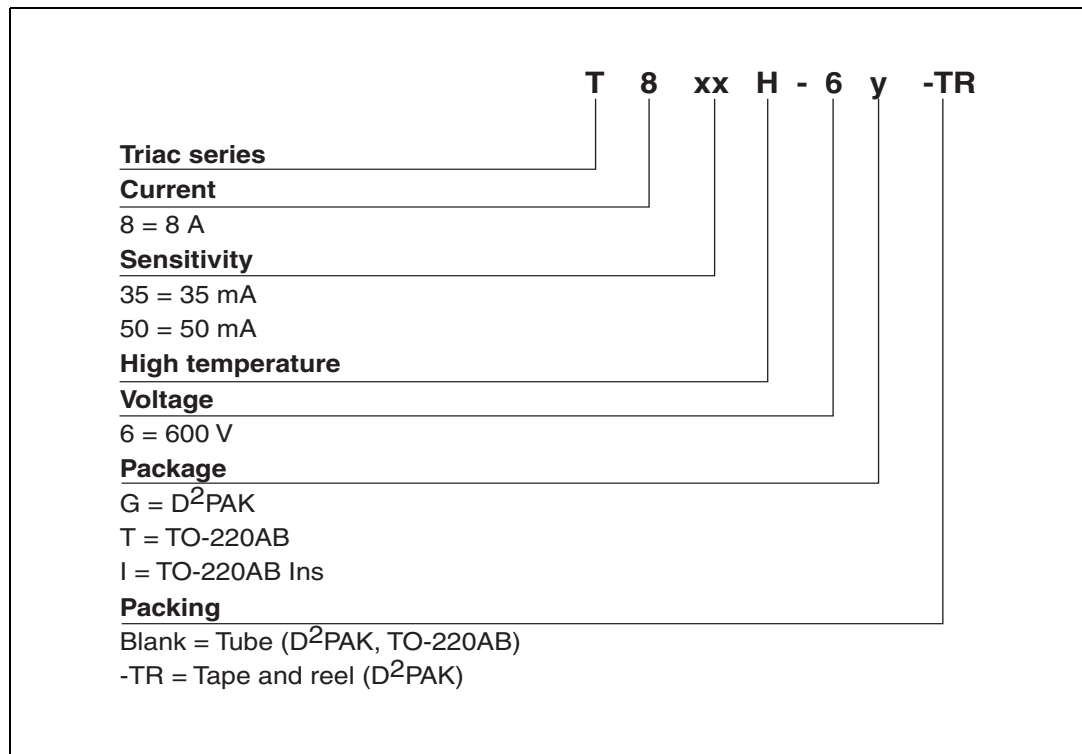 T 8 xx H - 6 y -TR
Triac series
Current
8 = 8 A
Sensitivity
35 = 35 mA
50 = 50 mA
High temperature
Voltage
6 = 600 V
Package
G = D²PAK
T = TO-220AB
I = TO-220AB Ins
Packing
Blank = Tube (D²PAK, TO-220AB)
-TR = Tape and reel (D²PAK)